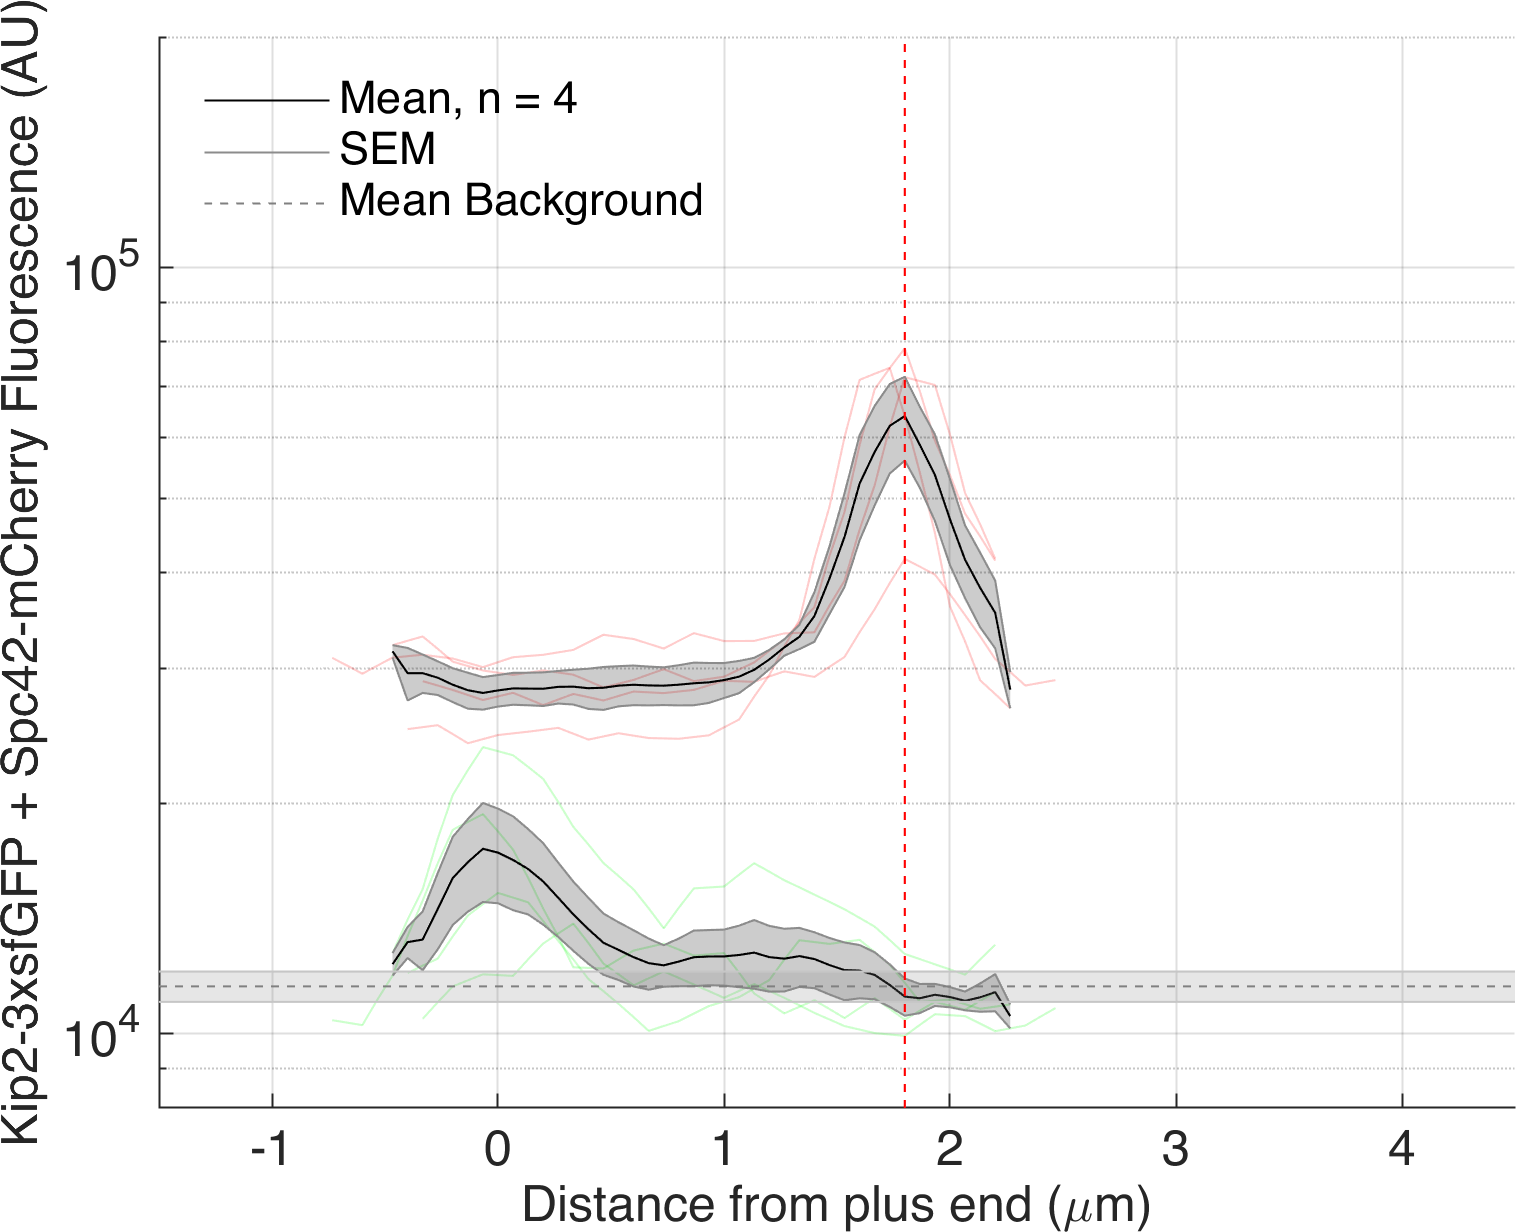 Kip2-3xsfGFP + Spc42-mCherry Fluorescence (AU)
Mean, n = 4
SEM
Mean Background
10^5
10^4
-1 0 1 2 3 4
Distance from plus end (μm)